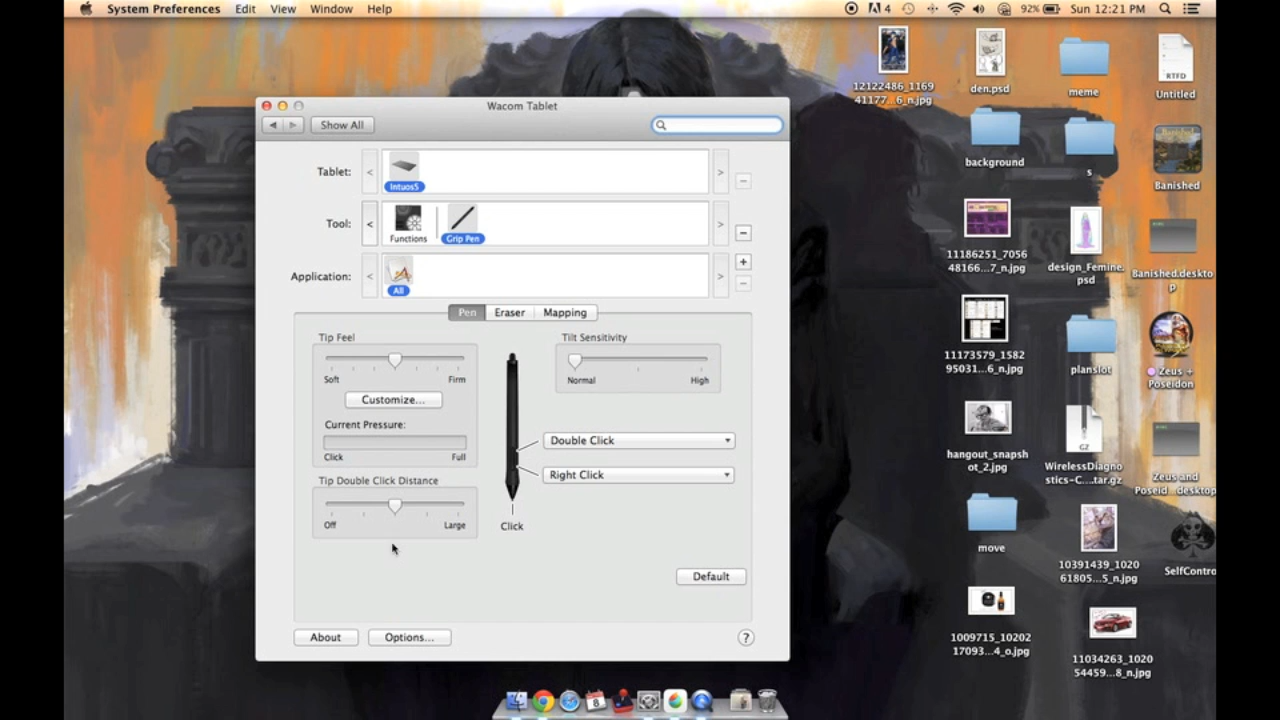 System Preferences Edit View Window Help
4 92% Sun 12:21 PM
Wacom Tablet
Show All
Tablet:
Intuos5
Tool:
Functions
Grip Pen
Application:
All
Pen Eraser Mapping
Tip Feel
Soft Firm
Customize...
Current Pressure:
Click Full
Tip Double Click Distance
Off Large
Tilt Sensitivity
Normal High
Double Click
Right Click
Click
Default
About
Options...
?
12122486_1169
41177...6_n.jpg
den.psd
meme
RTFD
Untitled
background
s
Banished
11186251_7056
48166...7_n.jpg
design_Femine.
psd
Banished.deskto
p
11173579_1582
95031...6_n.jpg
planslot
Zeus +
Poseidon
hangout_snapsh
ot_2.jpg
GZ
WirelessDiagno
stics-C....tar.gz
Zeus and
Poseid...desktop
move
10391439_1020
61805...5_n.jpg
SelfContro
1009715_10202
17093...4_o.jpg
11034263_1020
54459...8_n.jpg
8